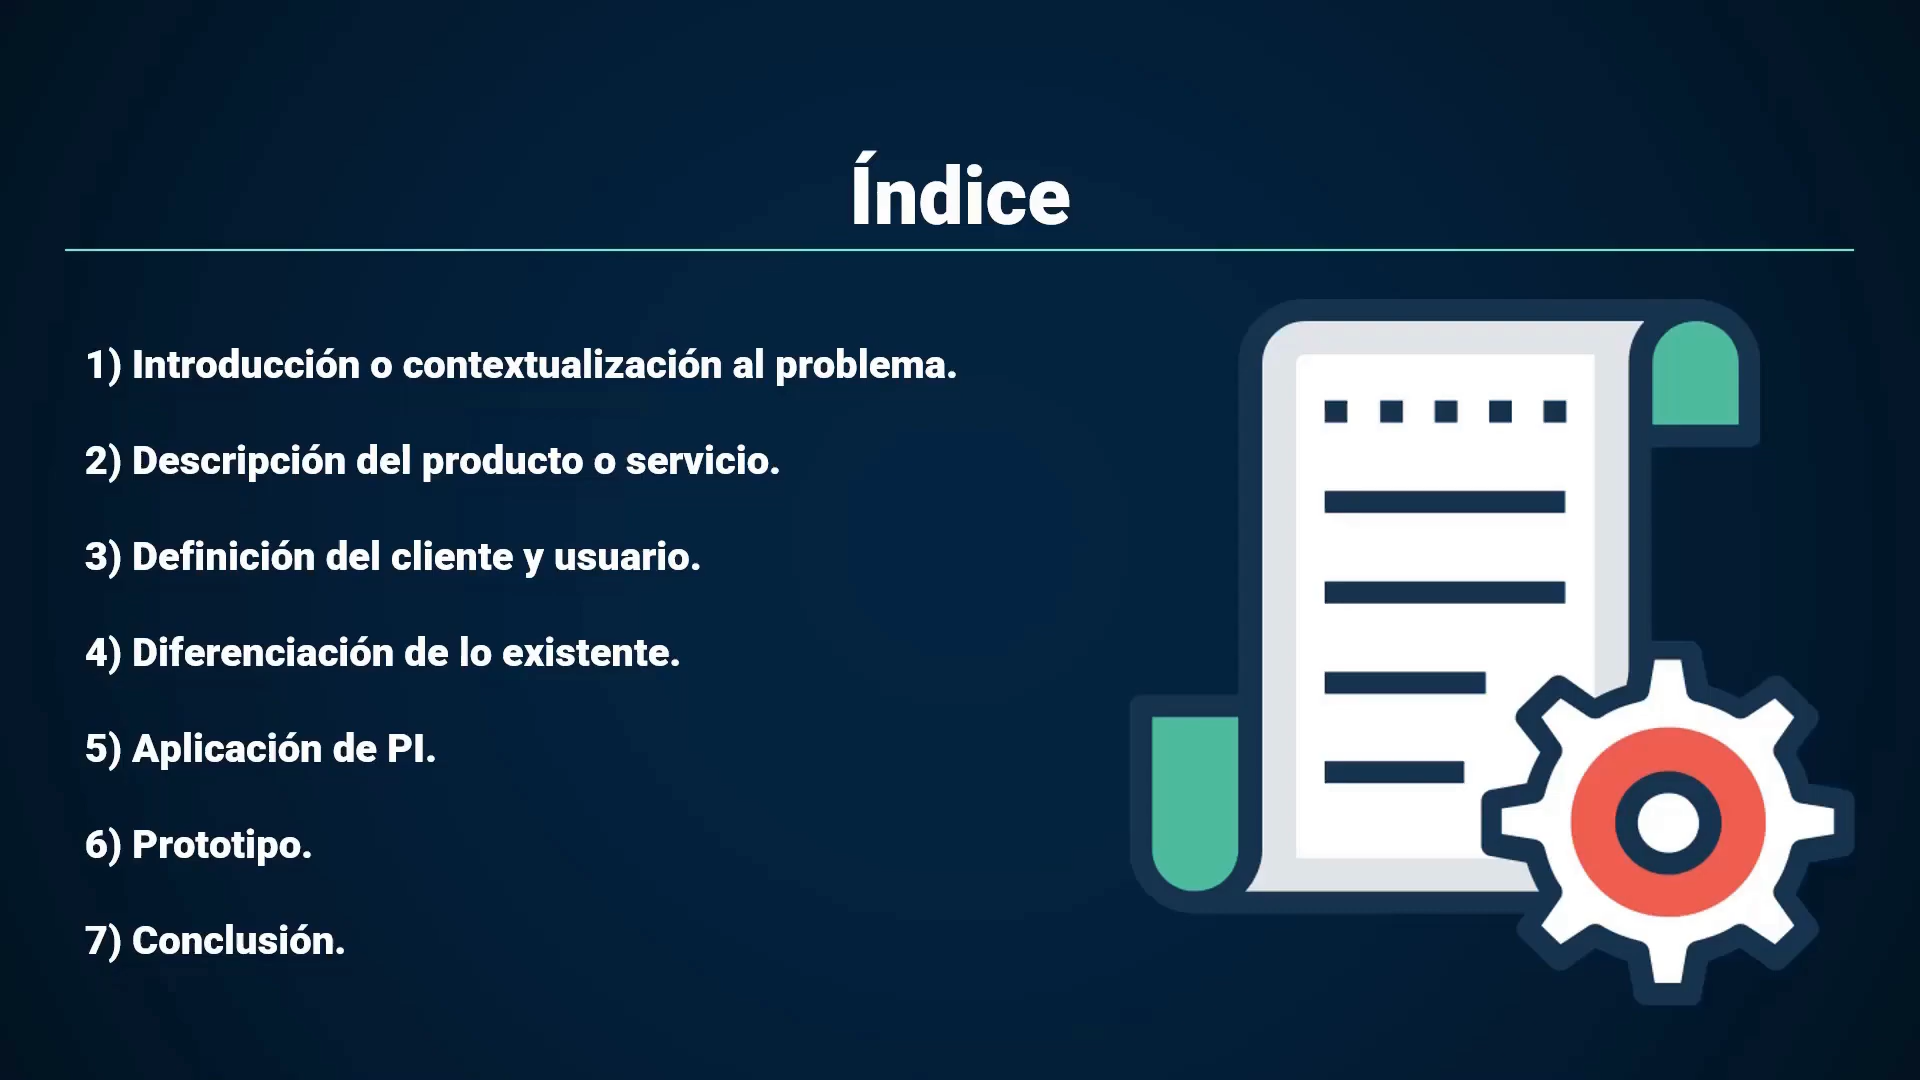 Índice
1) Introducción o contextualización al problema.
2) Descripción del producto o servicio.
3) Definición del cliente y usuario.
4) Diferenciación de lo existente.
5) Aplicación de PI.
6) Prototipo.
7) Conclusión.